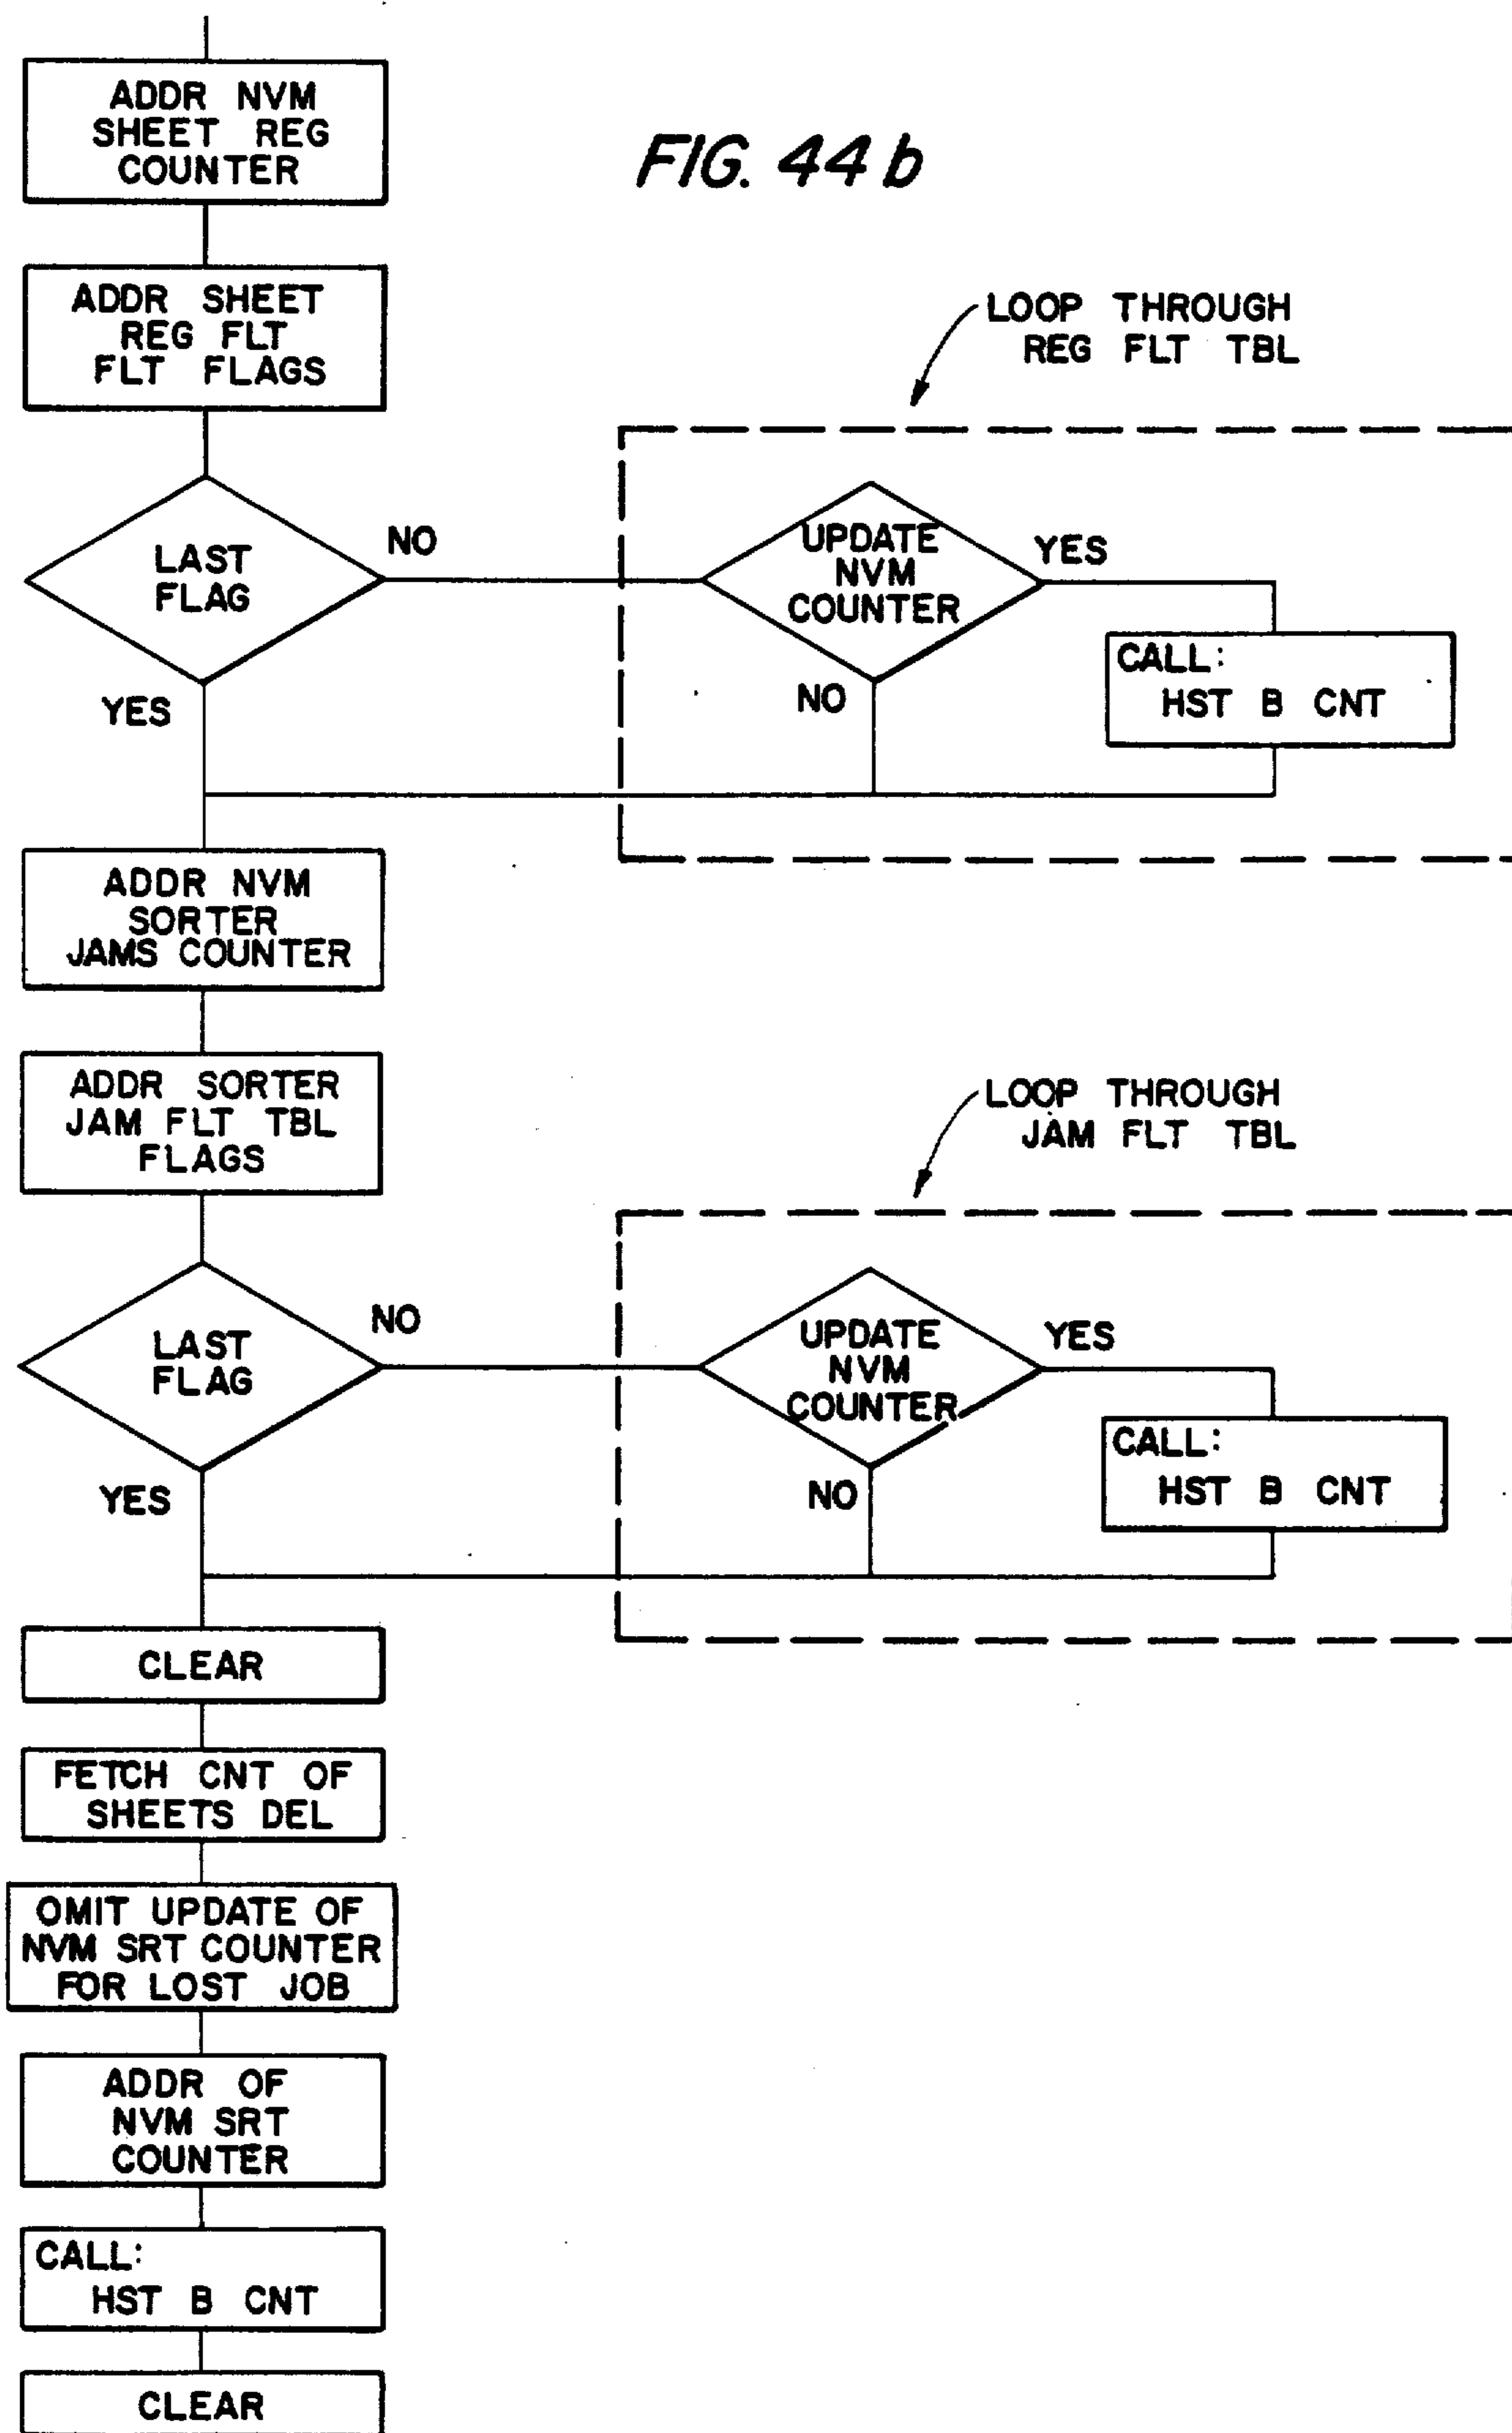 ADDR NVM
SHEET REG
COUNTER
FIG. 44 b
ADDR SHEET
REG FLT
FLT FLAGS
LOOP THROUGH
REG FLT TBL
LAST
FLAG
NO
YES
UPDATE
NVM
COUNTER
YES
NO
CALL:
HST B CNT
ADDR NVM
SORTER
JAMS COUNTER
ADDR SORTER
JAM FLT TBL
FLAGS
LOOP THROUGH
JAM FLT TBL
LAST
FLAG
NO
YES
UPDATE
NVM
COUNTER
YES
NO
CALL:
HST B CNT
CLEAR
FETCH CNT OF
SHEETS DEL
OMIT UPDATE OF
NVM SRT COUNTER
FOR LOST JOB
ADDR OF
NVM SRT
COUNTER
CALL:
HST B CNT
CLEAR